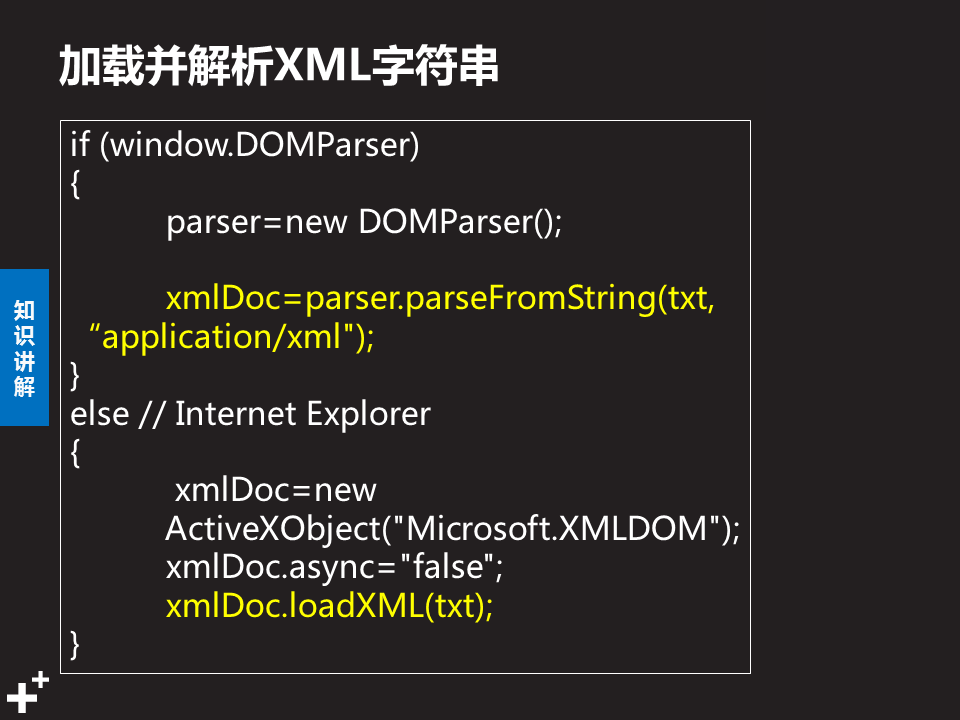 加载并解析XML字符串
if (window.DOMParser)
{
parser=new DOMParser();
xmlDoc=parser.parseFromString(txt,
“application/xml");
}
else // Internet Explorer
{
xmlDoc=new
ActiveXObject("Microsoft.XMLDOM");
xmlDoc.async="false";
xmlDoc.loadXML(txt);
}
知
识
讲
解